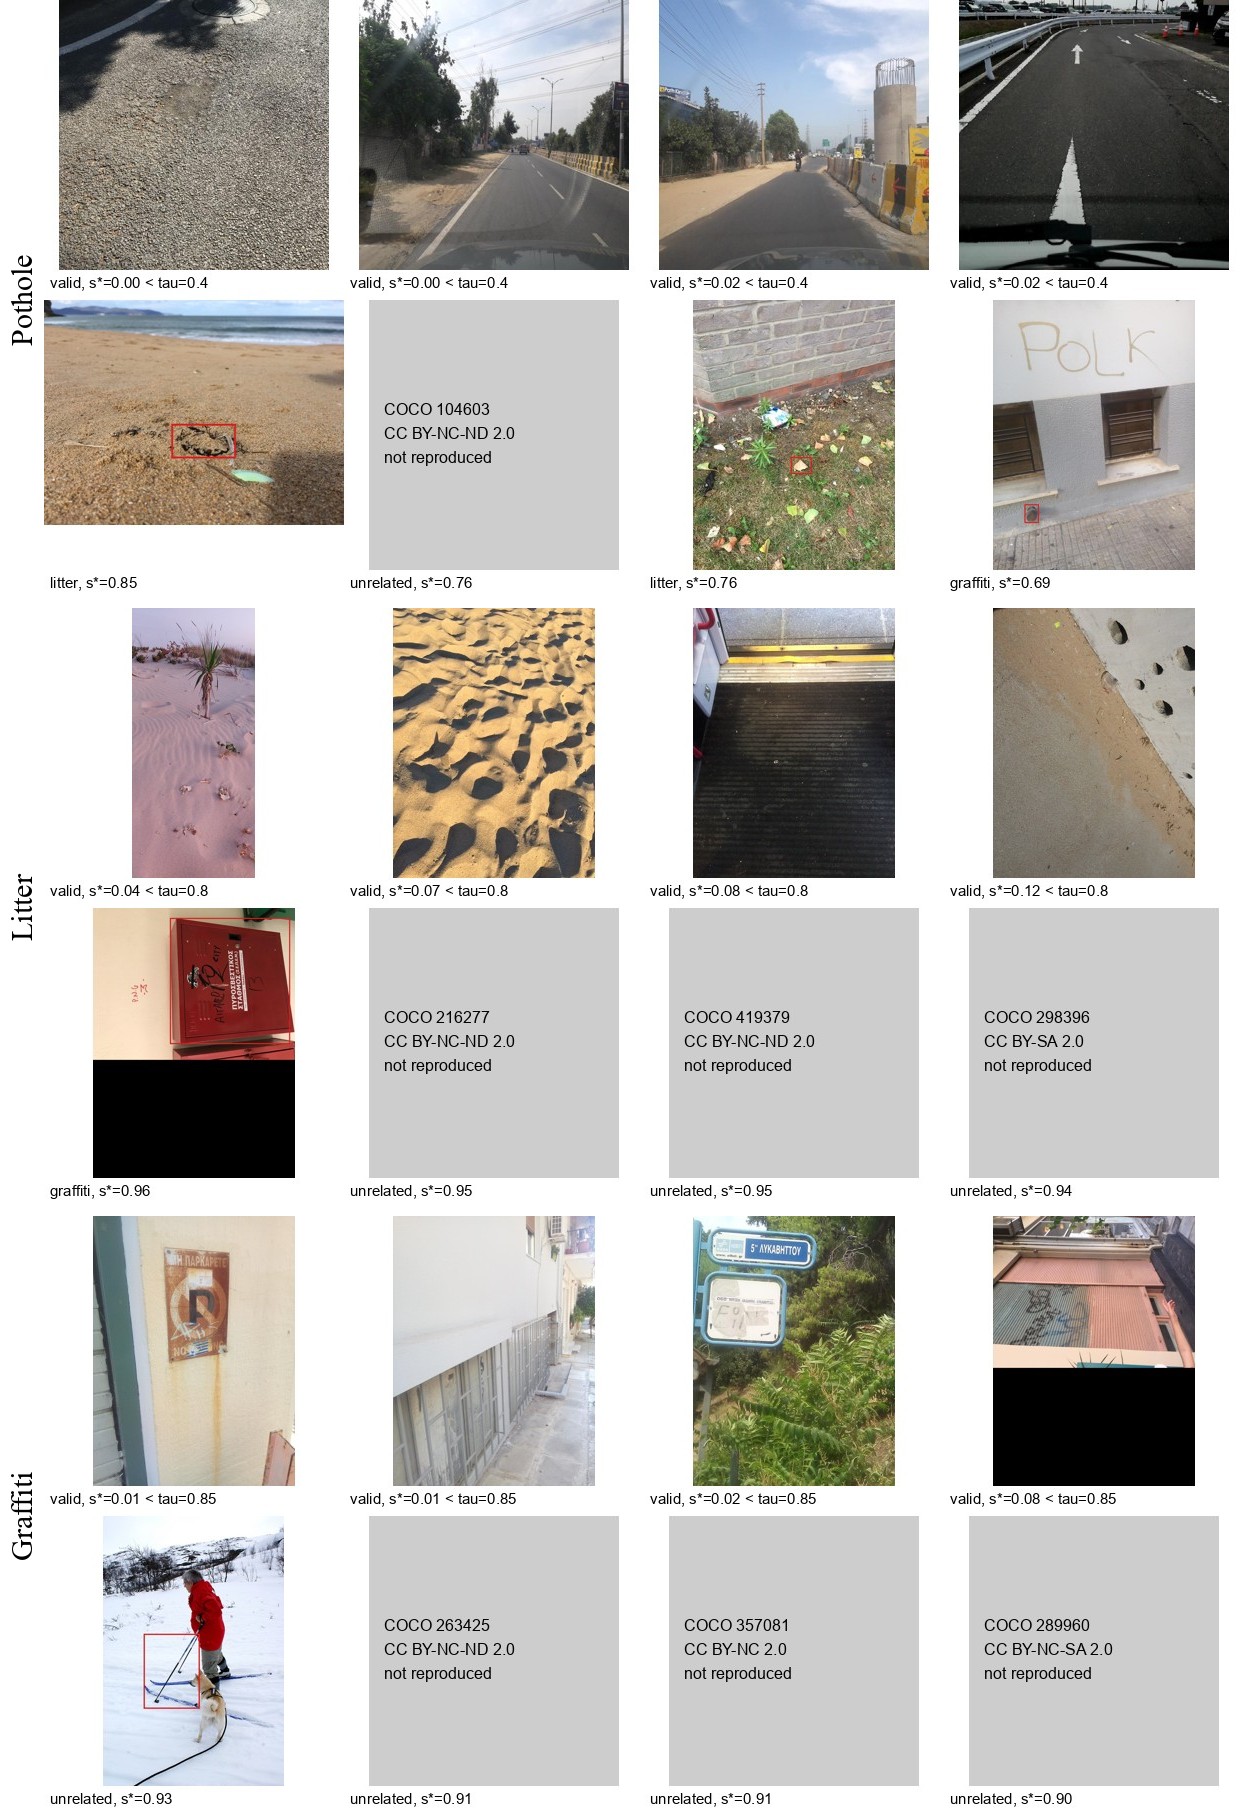 Pothole
valid, s*=0.00 < tau=0.4
valid, s*=0.00 < tau=0.4
valid, s*=0.02 < tau=0.4
valid, s*=0.02 < tau=0.4
COCO 104603
CC BY-NC-ND 2.0
not reproduced
POLK
litter, s*=0.85
unrelated, s*=0.76
litter, s*=0.76
graffiti, s*=0.69
Litter
valid, s*=0.04 < tau=0.8
valid, s*=0.07 < tau=0.8
valid, s*=0.08 < tau=0.8
valid, s*=0.12 < tau=0.8
ΠΥΡΟΣΒΕΣΤΙΚΟΣ
ΣΤΑΘΜΟΣ
COCO 216277
CC BY-NC-ND 2.0
not reproduced
COCO 419379
CC BY-NC-ND 2.0
not reproduced
COCO 298396
CC BY-SA 2.0
not reproduced
graffiti, s*=0.96
unrelated, s*=0.95
unrelated, s*=0.95
unrelated, s*=0.94
Graffiti
ΜΗ ΠΑΡΚΑΡΕΤΕ
P
NO
5ος ΛΥΚΑΒΗΤΤΟΥ
valid, s*=0.01 < tau=0.85
valid, s*=0.01 < tau=0.85
valid, s*=0.02 < tau=0.85
valid, s*=0.08 < tau=0.85
COCO 263425
CC BY-NC-ND 2.0
not reproduced
COCO 357081
CC BY-NC 2.0
not reproduced
COCO 289960
CC BY-NC-SA 2.0
not reproduced
unrelated, s*=0.93
unrelated, s*=0.91
unrelated, s*=0.91
unrelated, s*=0.90